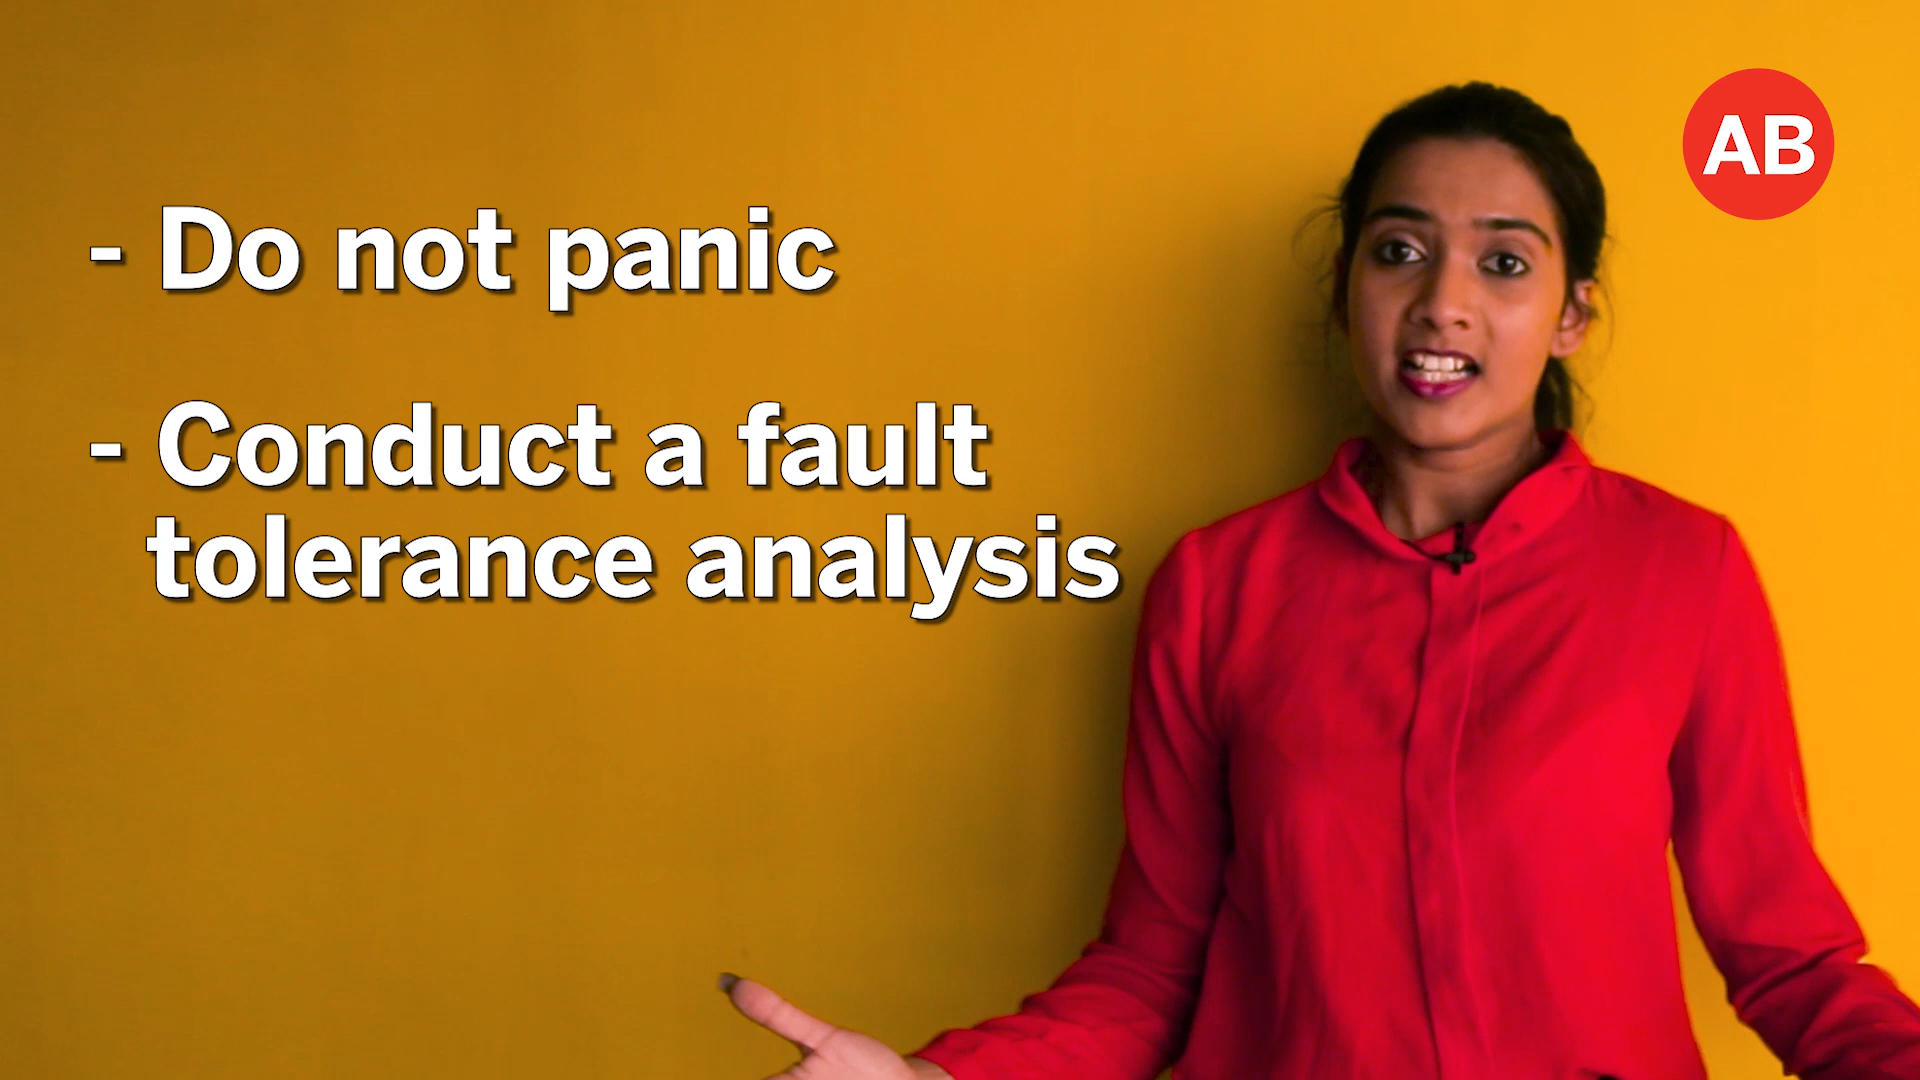 AB
- Do not panic
- Conduct a fault
tolerance analysis